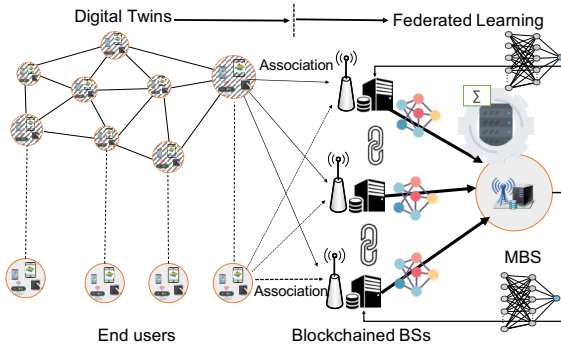 Digital Twins
Federated Learning
Association
Σ
MBS
Association
End users
Blockchained BSs